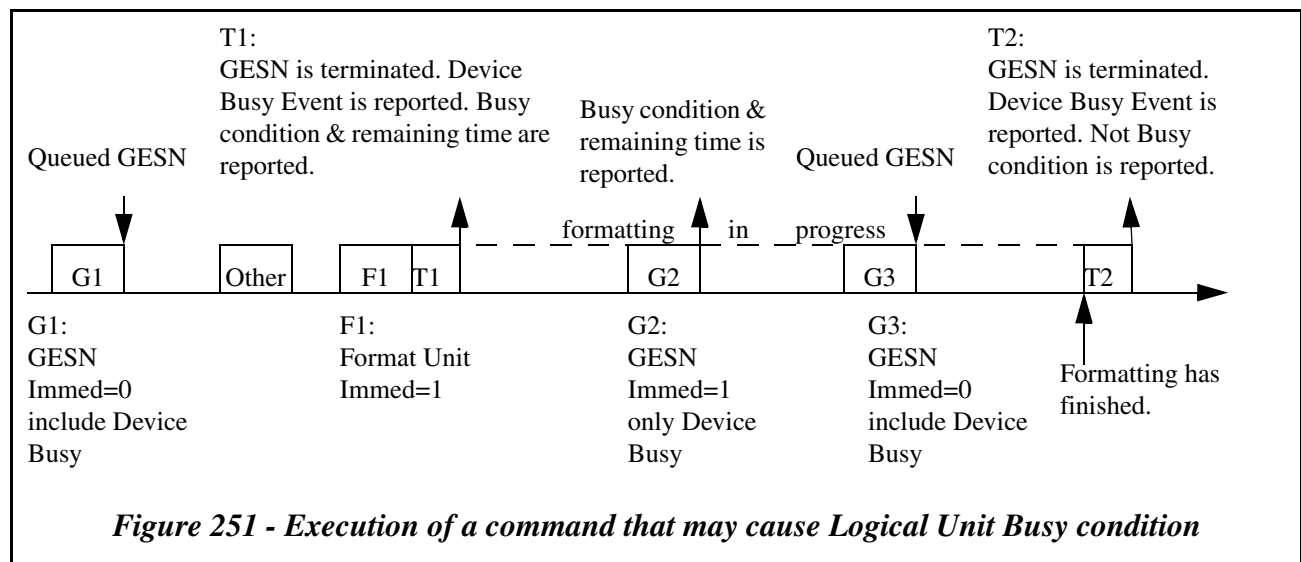 T1:
GESN is terminated. Device
Busy Event is reported. Busy
condition & remaining time are
reported.
T2:
GESN is terminated.
Device Busy Event is
reported. Not Busy
condition is reported.
Busy condition &
remaining time is
reported.
Queued GESN
Queued GESN
formatting in progress
G1
Other
F1
T1
G2
G3
T2
G1:
GESN
Immed=0
include Device
Busy
F1:
Format Unit
Immed=1
G2:
GESN
Immed=1
only Device
Busy
G3:
GESN
Immed=0
include Device
Busy
Formatting has
finished.
Figure 251 - Execution of a command that may cause Logical Unit Busy condition